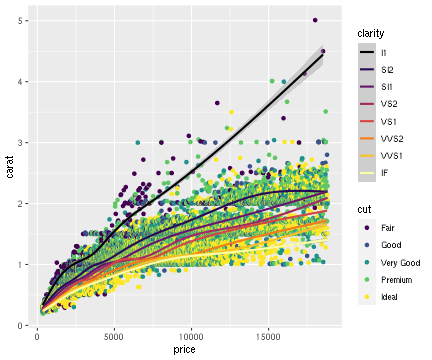 5
4
3
2
1
0
carat
0
5000
10000
15000
price
clarity
I1
SI2
SI1
VS2
VS1
VVS2
VVS1
IF
cut
Fair
Good
Very Good
Premium
Ideal